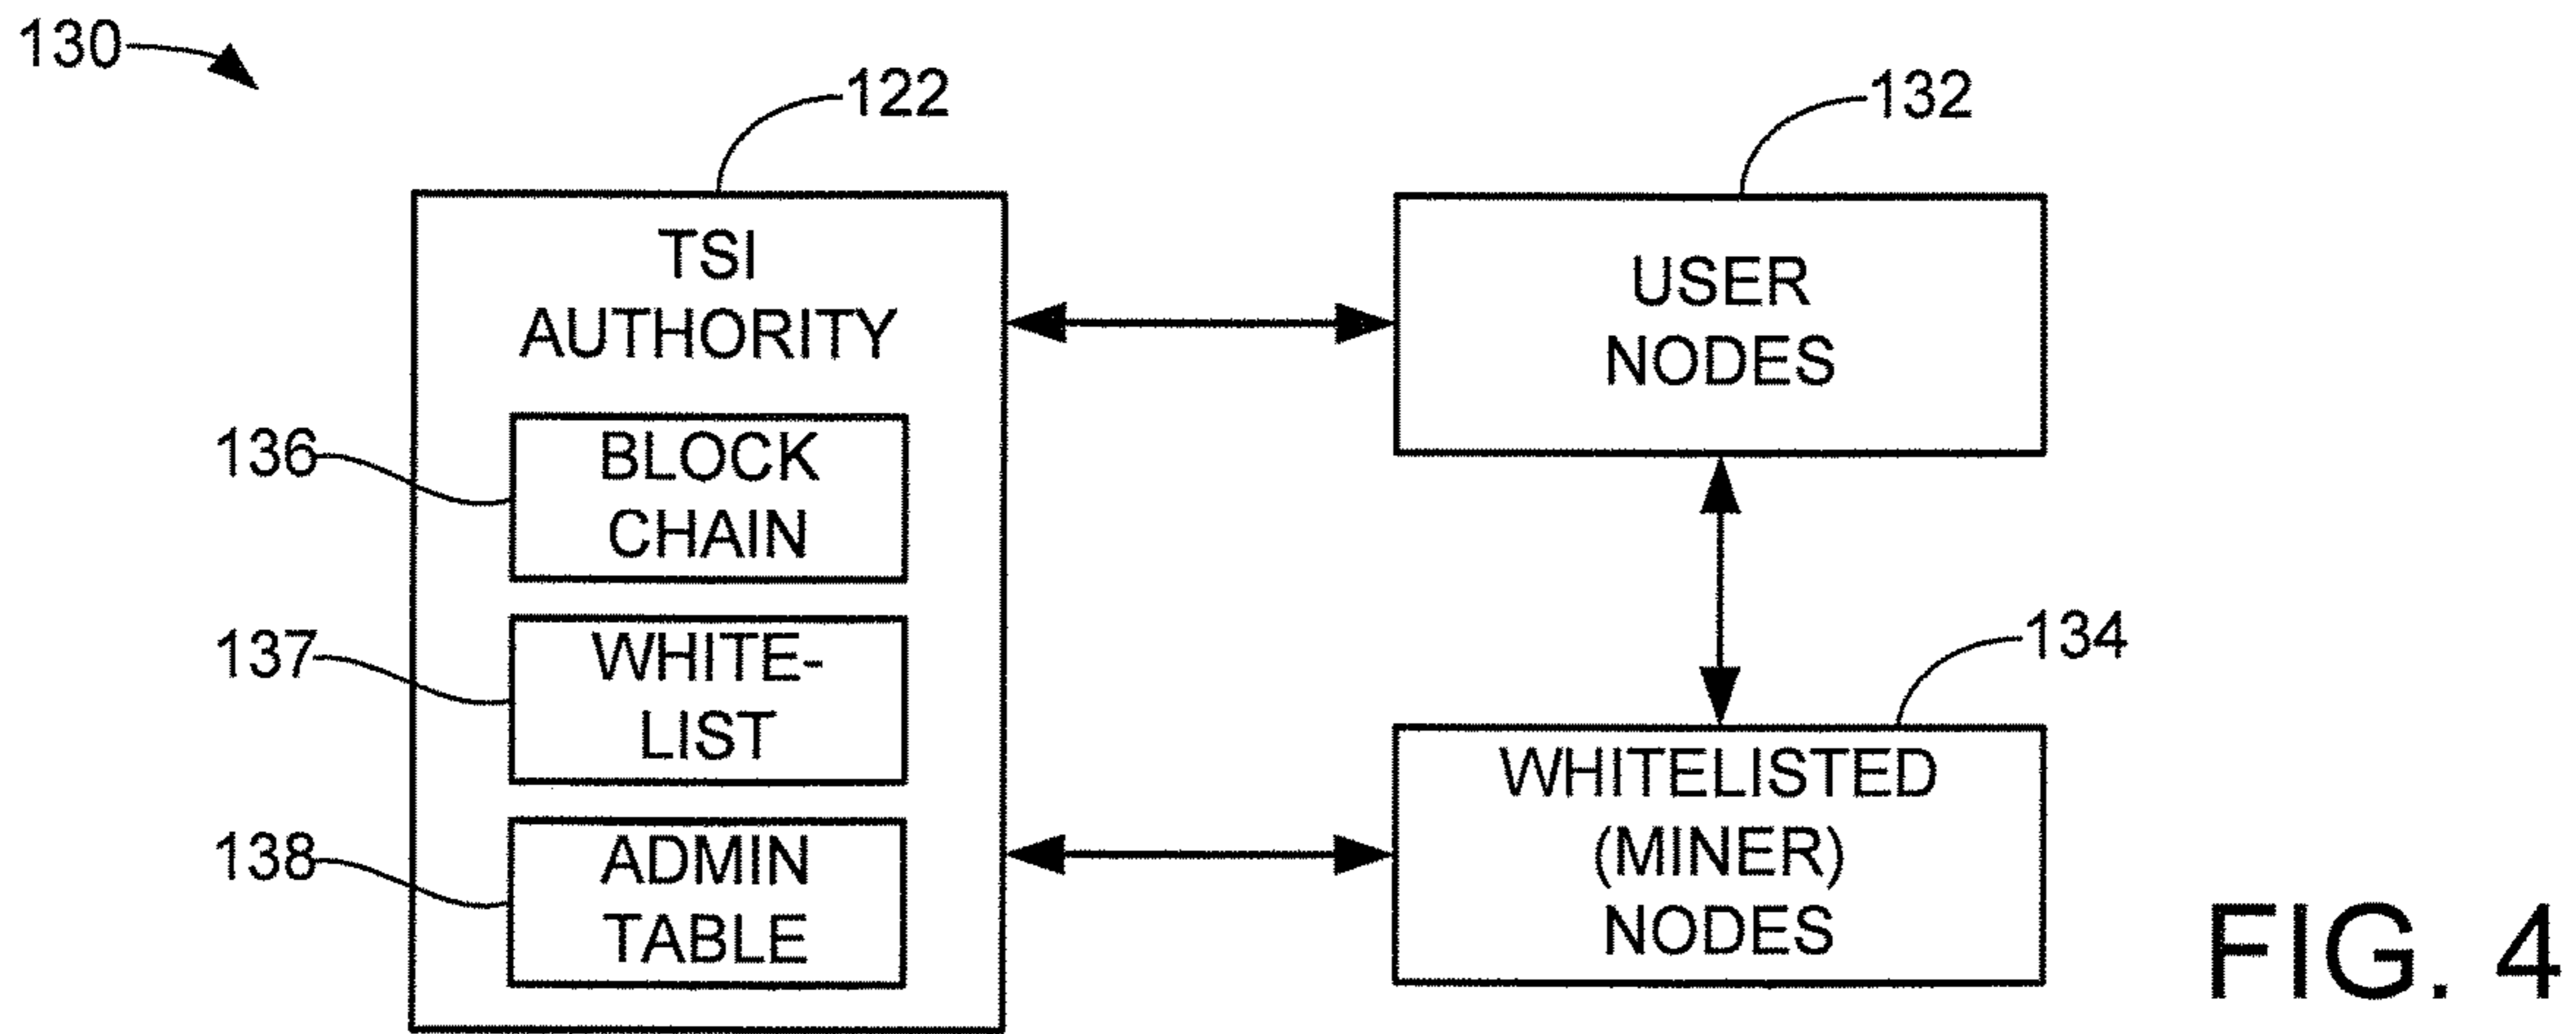 130
122
132
TSI
AUTHORITY
USER
NODES
136
BLOCK
CHAIN
137
WHITE-
LIST
134
138
ADMIN
TABLE
WHITELISTED
(MINER)
NODES
FIG. 4